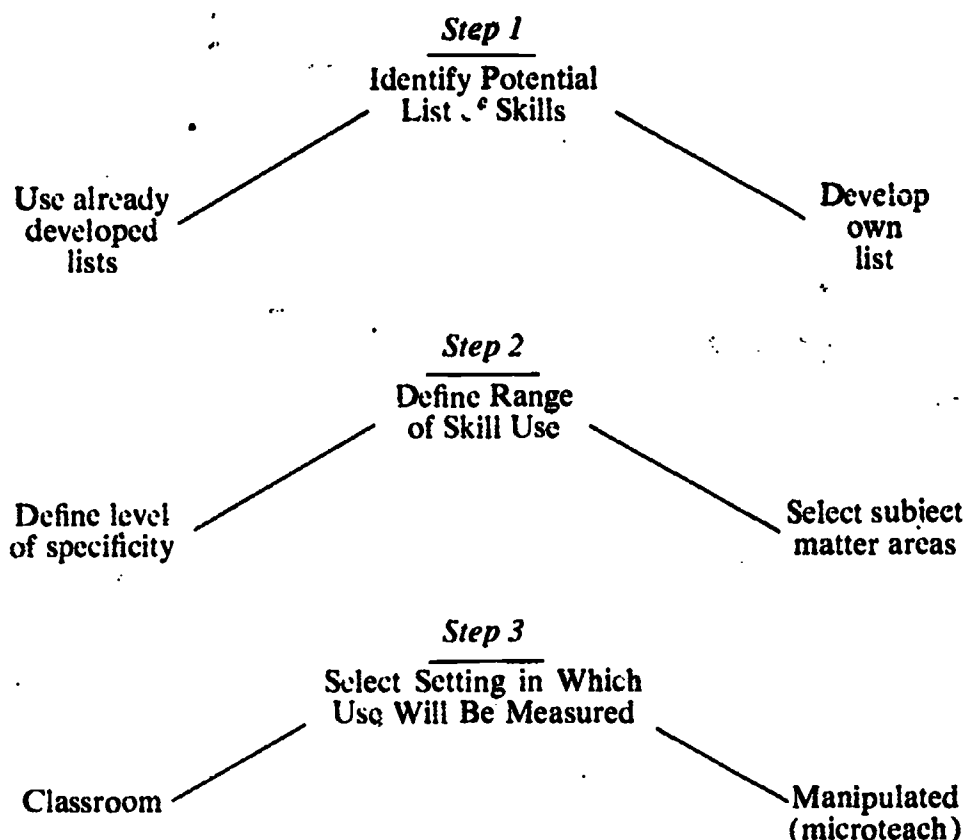 Step 1
Identify Potential
List Skills
Use already
developed
lists
Develop
own
list
Step 2
Define Range
of Skill Use
Define level
of specificity
Select subject
matter areas
Step 3
Select Setting in Which
Use Will Be Measured
Classroom
Manipulated
(microteach)